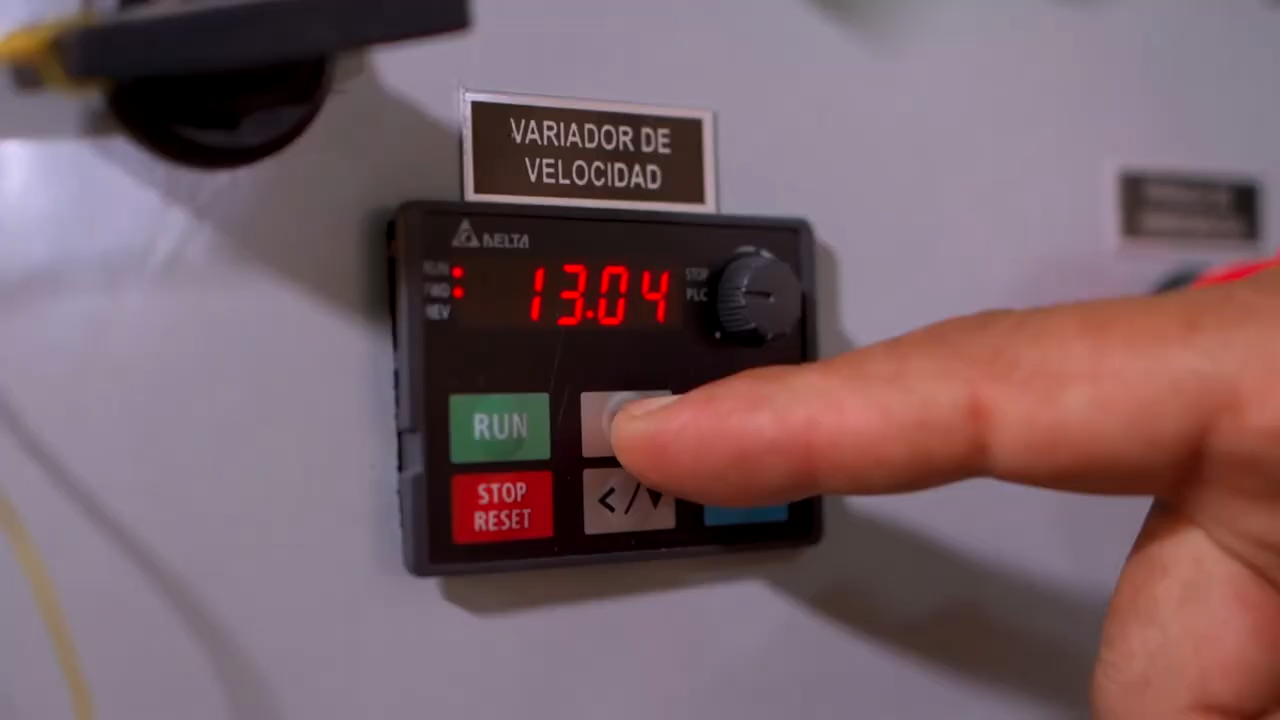 VARIADOR DE
VELOCIDAD
DELTA
RUN
FWD
REV
13.04
STOP
PLC
RUN
STOP
RESET
</▼